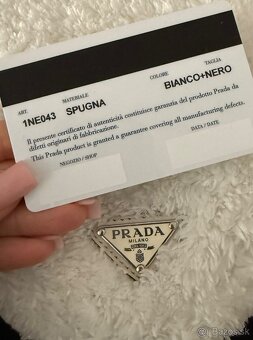 ART. MATERIALE COLORE TAGLIA
1NE043 SPUGNA BIANCO+NERO
Il presente certificato di autenticità costituisce garanzia del prodotto Prada da
difetti originari di fabbricazione.
This Prada product is granted a guarantee covering all manufacturing defects.
NEGOZIO / SHOP
DATA / DATE
PRADA
MILANO
Bazos.sk